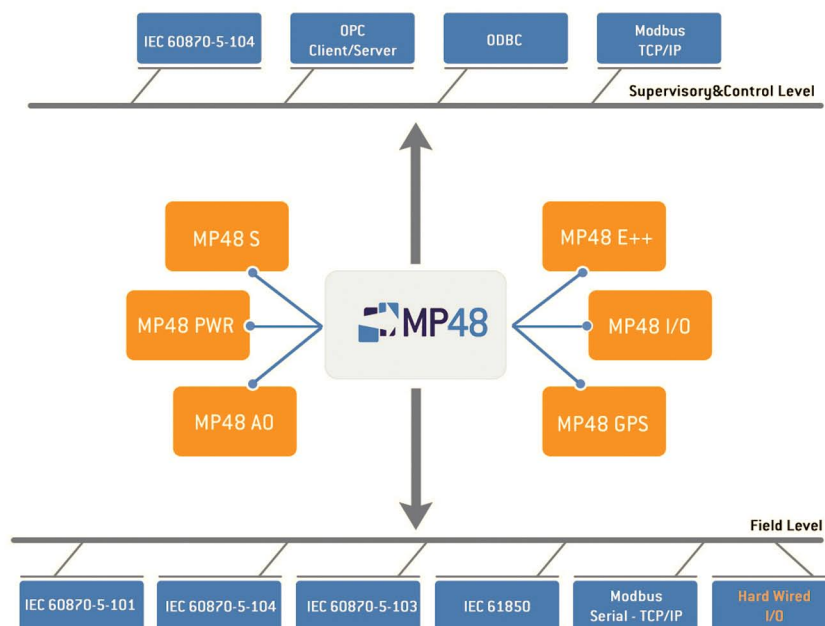 IEC 60870-5-104
OPC
Client/Server
ODBC
Modbus
TCP/IP
Supervisory&Control Level
MP48 S
MP48 E++
MP48 PWR
MP48
MP48 I/O
MP48 AO
MP48 GPS
Field Level
IEC 60870-5-101
IEC 60870-5-104
IEC 60870-5-103
IEC 61850
Modbus
Serial - TCP/IP
Hard Wired
I/O